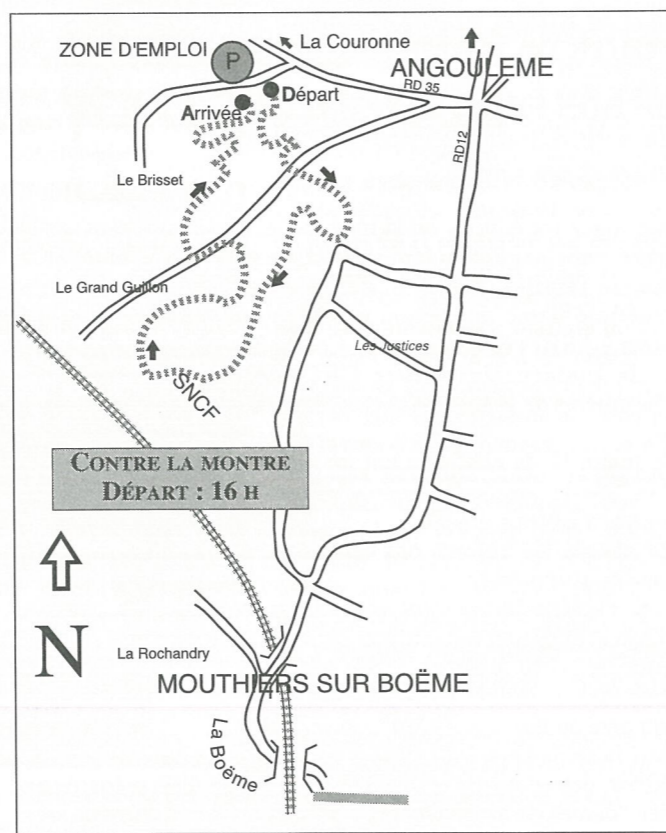 ZONE D'EMPLOI
P
La Couronne
ANGOULEME
RD 35
Départ
Arrivée
RD12
Le Brisset
Le Grand Guillon
Les Justices
SNCF
CONTRE LA MONTRE
DÉPART : 16 H
N
La Rochandry
MOUTHIERS SUR BOËME
La Boëme